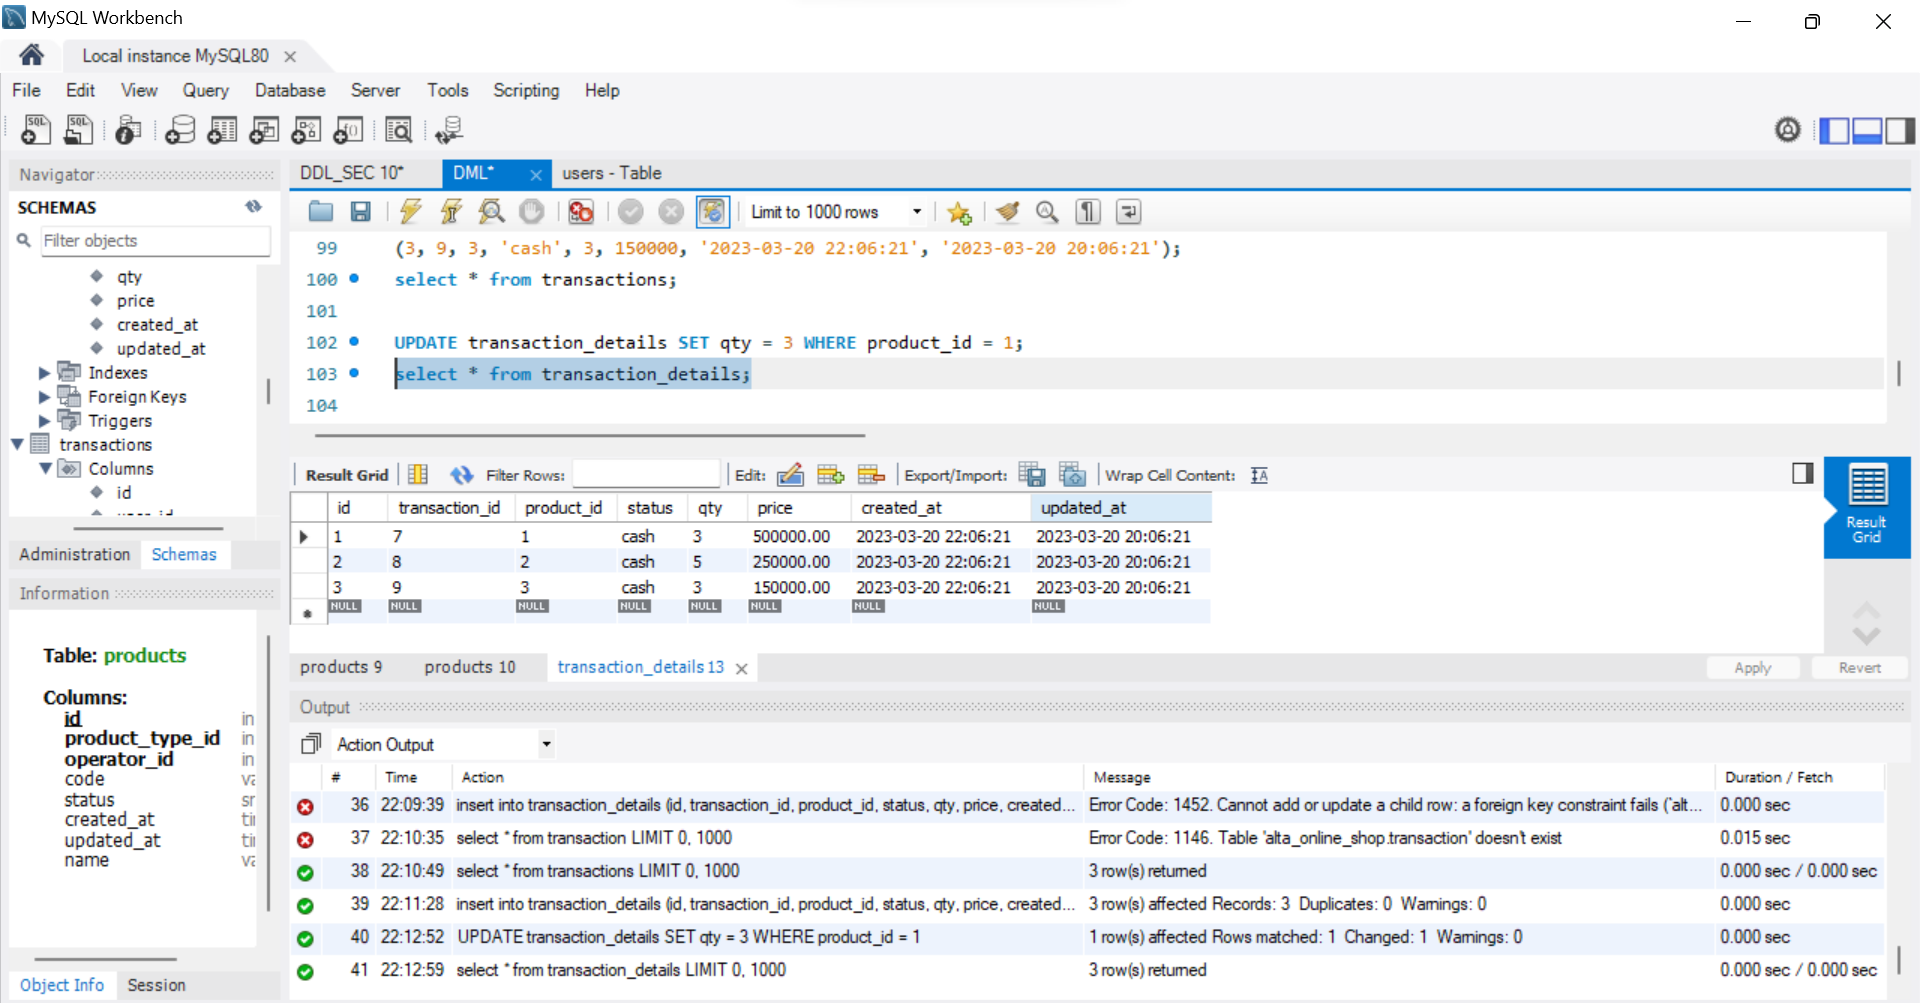 MySQL Workbench
Local instance MySQL80
File Edit View Query Database Server Tools Scripting Help
Navigator
SCHEMAS
Filter objects
qty
price
created_at
updated_at
Indexes
Foreign Keys
Triggers
transactions
Columns
id
Administration Schemas
Information
Table: products
Columns:
id in
product_type_id in
operator_id in
code va
status sr
created_at ti
updated_at ti
name va
Object Info Session
DDL_SEC 10* DML* users - Table
Limit to 1000 rows
99 (3, 9, 3, 'cash', 3, 150000, '2023-03-20 22:06:21', '2023-03-20 20:06:21');
100 select * from transactions;
101
102 UPDATE transaction_details SET qty = 3 WHERE product_id = 1;
103 select * from transaction_details;
104
Result Grid Filter Rows: Edit: Export/Import: Wrap Cell Content:
id transaction_id product_id status qty price created_at updated_at
1 7 1 cash 3 500000.00 2023-03-20 22:06:21 2023-03-20 20:06:21
2 8 2 cash 5 250000.00 2023-03-20 22:06:21 2023-03-20 20:06:21
3 9 3 cash 3 150000.00 2023-03-20 22:06:21 2023-03-20 20:06:21
NULL NULL NULL NULL NULL NULL NULL NULL
Result
Grid
products 9 products 10 transaction_details 13 Apply Revert
Output
Action Output
# Time Action Message Duration / Fetch
36 22:09:39 insert into transaction_details (id, transaction_id, product_id, status, qty, price, created... Error Code: 1452. Cannot add or update a child row: a foreign key constraint fails (`alt... 0.000 sec
37 22:10:35 select * from transaction LIMIT 0, 1000 Error Code: 1146. Table 'alta_online_shop.transaction' doesn't exist 0.015 sec
38 22:10:49 select * from transactions LIMIT 0, 1000 3 row(s) returned 0.000 sec / 0.000 sec
39 22:11:28 insert into transaction_details (id, transaction_id, product_id, status, qty, price, created... 3 row(s) affected Records: 3 Duplicates: 0 Warnings: 0 0.000 sec
40 22:12:52 UPDATE transaction_details SET qty = 3 WHERE product_id = 1 1 row(s) affected Rows matched: 1 Changed: 1 Warnings: 0 0.000 sec
41 22:12:59 select * from transaction_details LIMIT 0, 1000 3 row(s) returned 0.000 sec / 0.000 sec